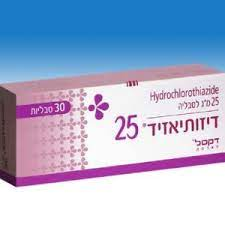 Hydrochlorothiazide
25 מ"ג לטבליה
דיזותיאזיד® 25
30 טבליות
דקסל®